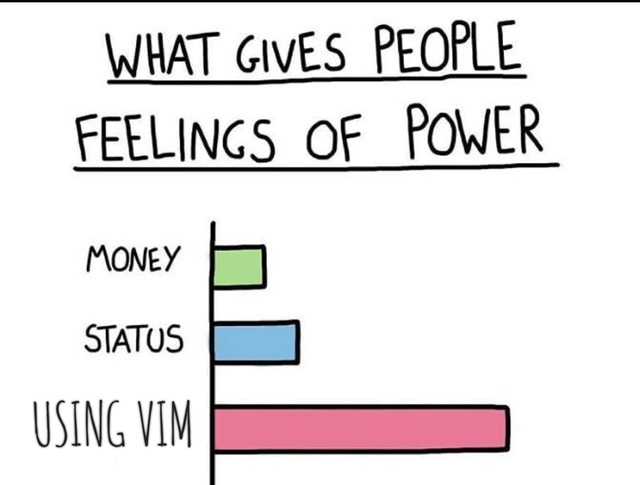 WHAT GIVES PEOPLE
FEELINGS OF POWER
MONEY
STATUS
USING VIM